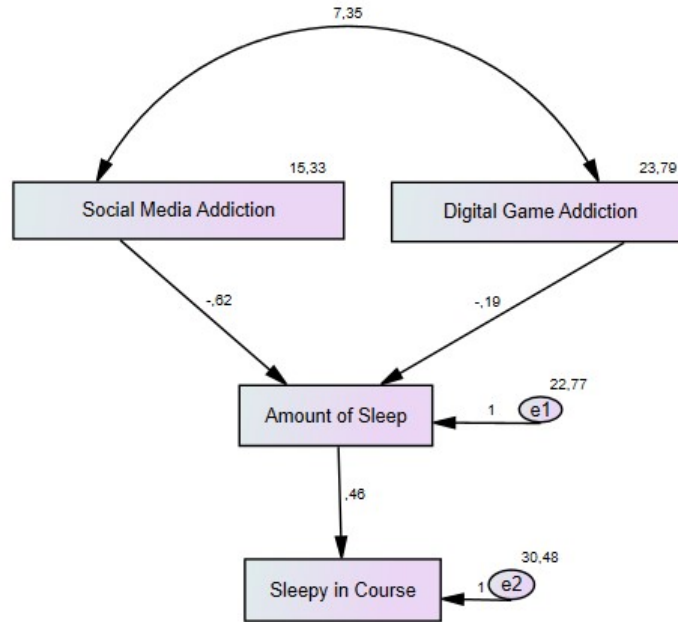 7,35
15,33
23,79
Social Media Addiction
Digital Game Addiction
-,62
-,19
22,77
Amount of Sleep
1
e1
,46
30,48
Sleepy in Course
1
e2